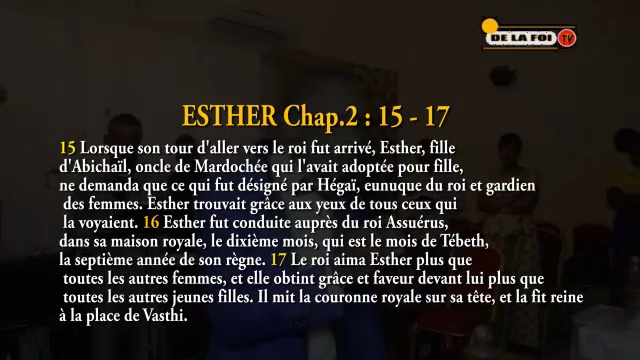 DE LA FOI TV
ESTHER Chap.2 : 15 - 17
15 Lorsque son tour d'aller vers le roi fut arrivé, Esther, fille
d'Abichaïl, oncle de Mardochée qui l'avait adoptée pour fille,
ne demanda que ce qui fut désigné par Hégaï, eunuque du roi et gardien
des femmes. Esther trouvait grâce aux yeux de tous ceux qui
la voyaient. 16 Esther fut conduite auprès du roi Assuérus,
dans sa maison royale, le dixième mois, qui est le mois de Tébeth,
la septième année de son règne. 17 Le roi aima Esther plus que
toutes les autres femmes, et elle obtint grâce et faveur devant lui plus que
toutes les autres jeunes filles. Il mit la couronne royale sur sa tête, et la fit reine
à la place de Vasthi.